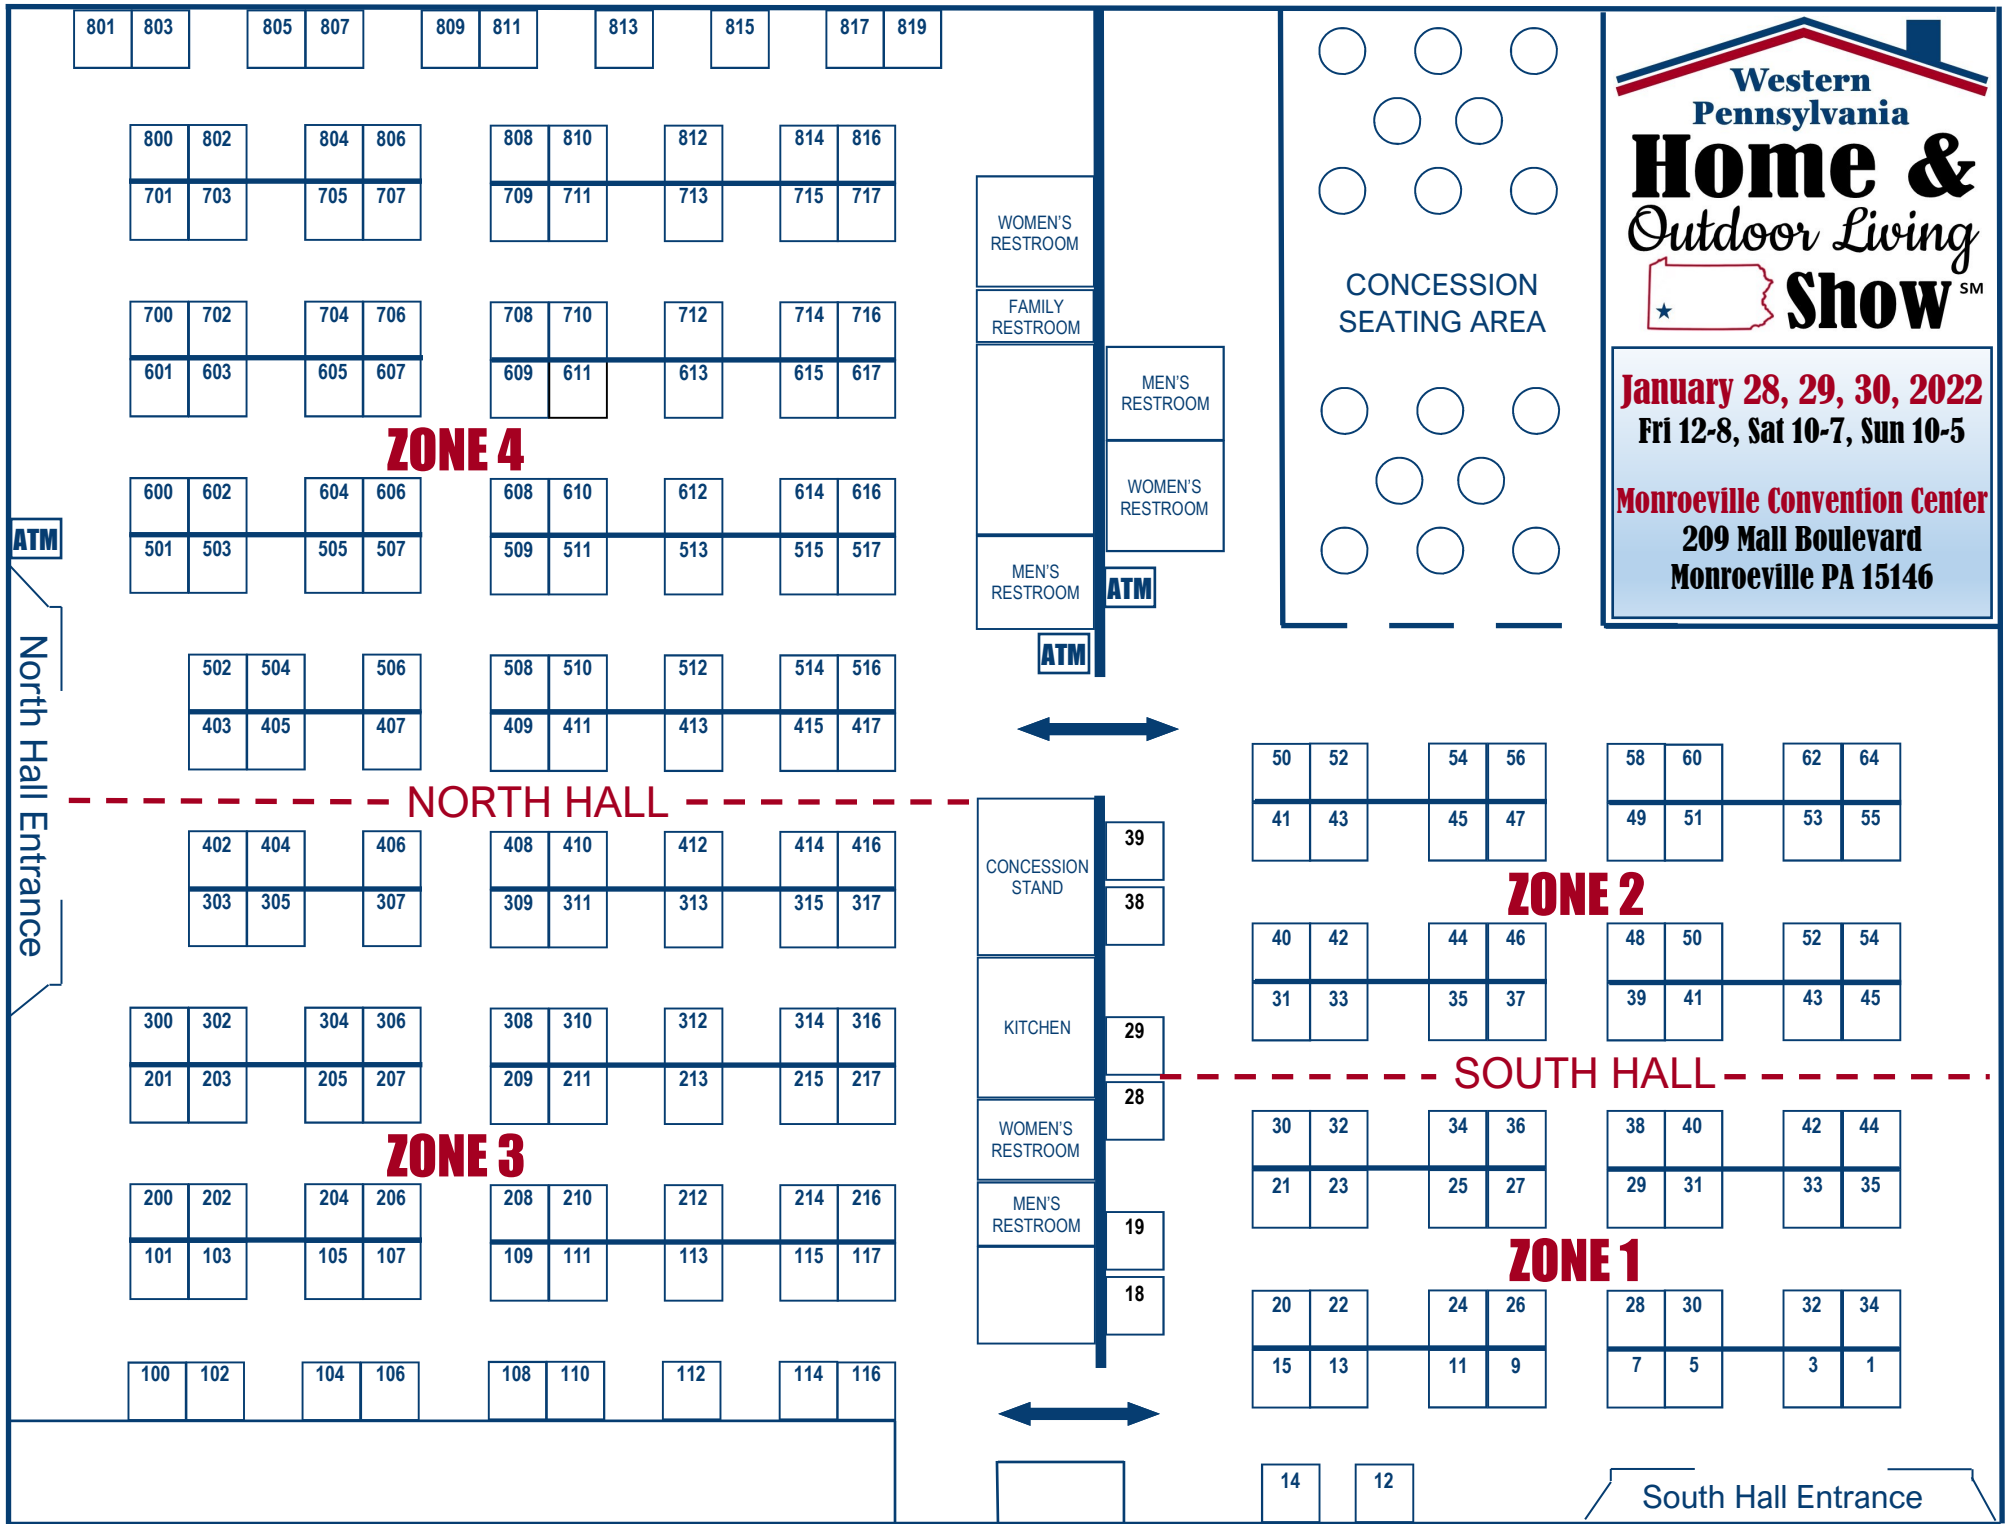 801 803 805 807 809 811 813 815 817 819
800 802 804 806 808 810 812 814 816
701 703 705 707 709 711 713 715 717
700 702 704 706 708 710 712 714 716
601 603 605 607 609 611 613 615 617
ZONE 4
600 602 604 606 608 610 612 614 616
501 503 505 507 509 511 513 515 517
502 504 506 508 510 512 514 516
403 405 407 409 411 413 415 417
NORTH HALL
402 404 406 408 410 412 414 416
303 305 307 309 311 313 315 317
300 302 304 306 308 310 312 314 316
201 203 205 207 209 211 213 215 217
ZONE 3
200 202 204 206 208 210 212 214 216
101 103 105 107 109 111 113 115 117
100 102 104 106 108 110 112 114 116
ATM
North Hall Entrance
WOMEN'S
RESTROOM
FAMILY
RESTROOM
MEN'S
RESTROOM
ATM
MEN'S
RESTROOM
WOMEN'S
RESTROOM
ATM
CONCESSION
STAND
KITCHEN
WOMEN'S
RESTROOM
MEN'S
RESTROOM
39
38
29
28
19
18
CONCESSION
SEATING AREA
Western
Pennsylvania
Home &
Outdoor Living
Show SM
January 28, 29, 30, 2022
Fri 12-8, Sat 10-7, Sun 10-5
Monroeville Convention Center
209 Mall Boulevard
Monroeville PA 15146
50 52 54 56 58 60 62 64
41 43 45 47 49 51 53 55
ZONE 2
40 42 44 46 48 50 52 54
31 33 35 37 39 41 43 45
SOUTH HALL
30 32 34 36 38 40 42 44
21 23 25 27 29 31 33 35
ZONE 1
20 22 24 26 28 30 32 34
15 13 11 9 7 5 3 1
14 12
South Hall Entrance